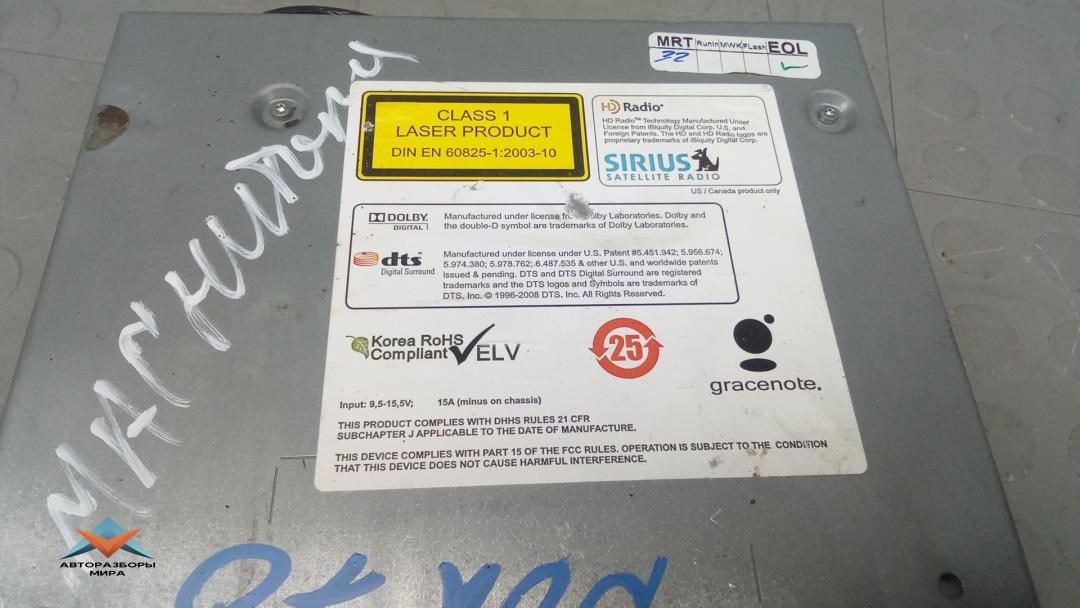 MRT RunIn MWK FLash EOL
32
CLASS 1
LASER PRODUCT
DIN EN 60825-1:2003-10
HD Radio
HD Radio™ Technology Manufactured Under
License from iBiquity Digital Corp. U.S. and
Foreign Patents. The HD and HD Radio logos are
proprietary trademarks of iBiquity Digital Corp.
SIRIUS
SATELLITE RADIO
US / Canada product only
DOLBY
DIGITAL
Manufactured under license Dolby Laboratories. Dolby and
the double-D symbol are trademarks of Dolby Laboratories.
dts
Digital Surround
Manufactured under license under U.S. Patent #5.451.942; 5.956.674;
5.974.380; 5.978.762; 6.487.535 & other U.S. and worldwide patents
issued & pending. DTS and DTS Digital Surround are registered
trademarks and the DTS logos and Symbols are trademarks of
DTS, Inc. © 1996-2008 DTS. Inc. All Rights Reserved.
Korea RoHS
Compliant
ELV
25
gracenote.
Input: 9,5-15,5V; 15A (minus on chassis)
THIS PRODUCT COMPLIES WITH DHHS RULES 21 CFR
SUBCHAPTER J APPLICABLE TO THE DATE OF MANUFACTURE.
THIS DEVICE COMPLIES WITH PART 15 OF THE FCC RULES. OPERATION IS SUBJECT TO THE CONDITION
THAT THIS DEVICE DOES NOT CAUSE HARMFUL INTERFERENCE.
АВТОРАЗБОРЫ
МИРА